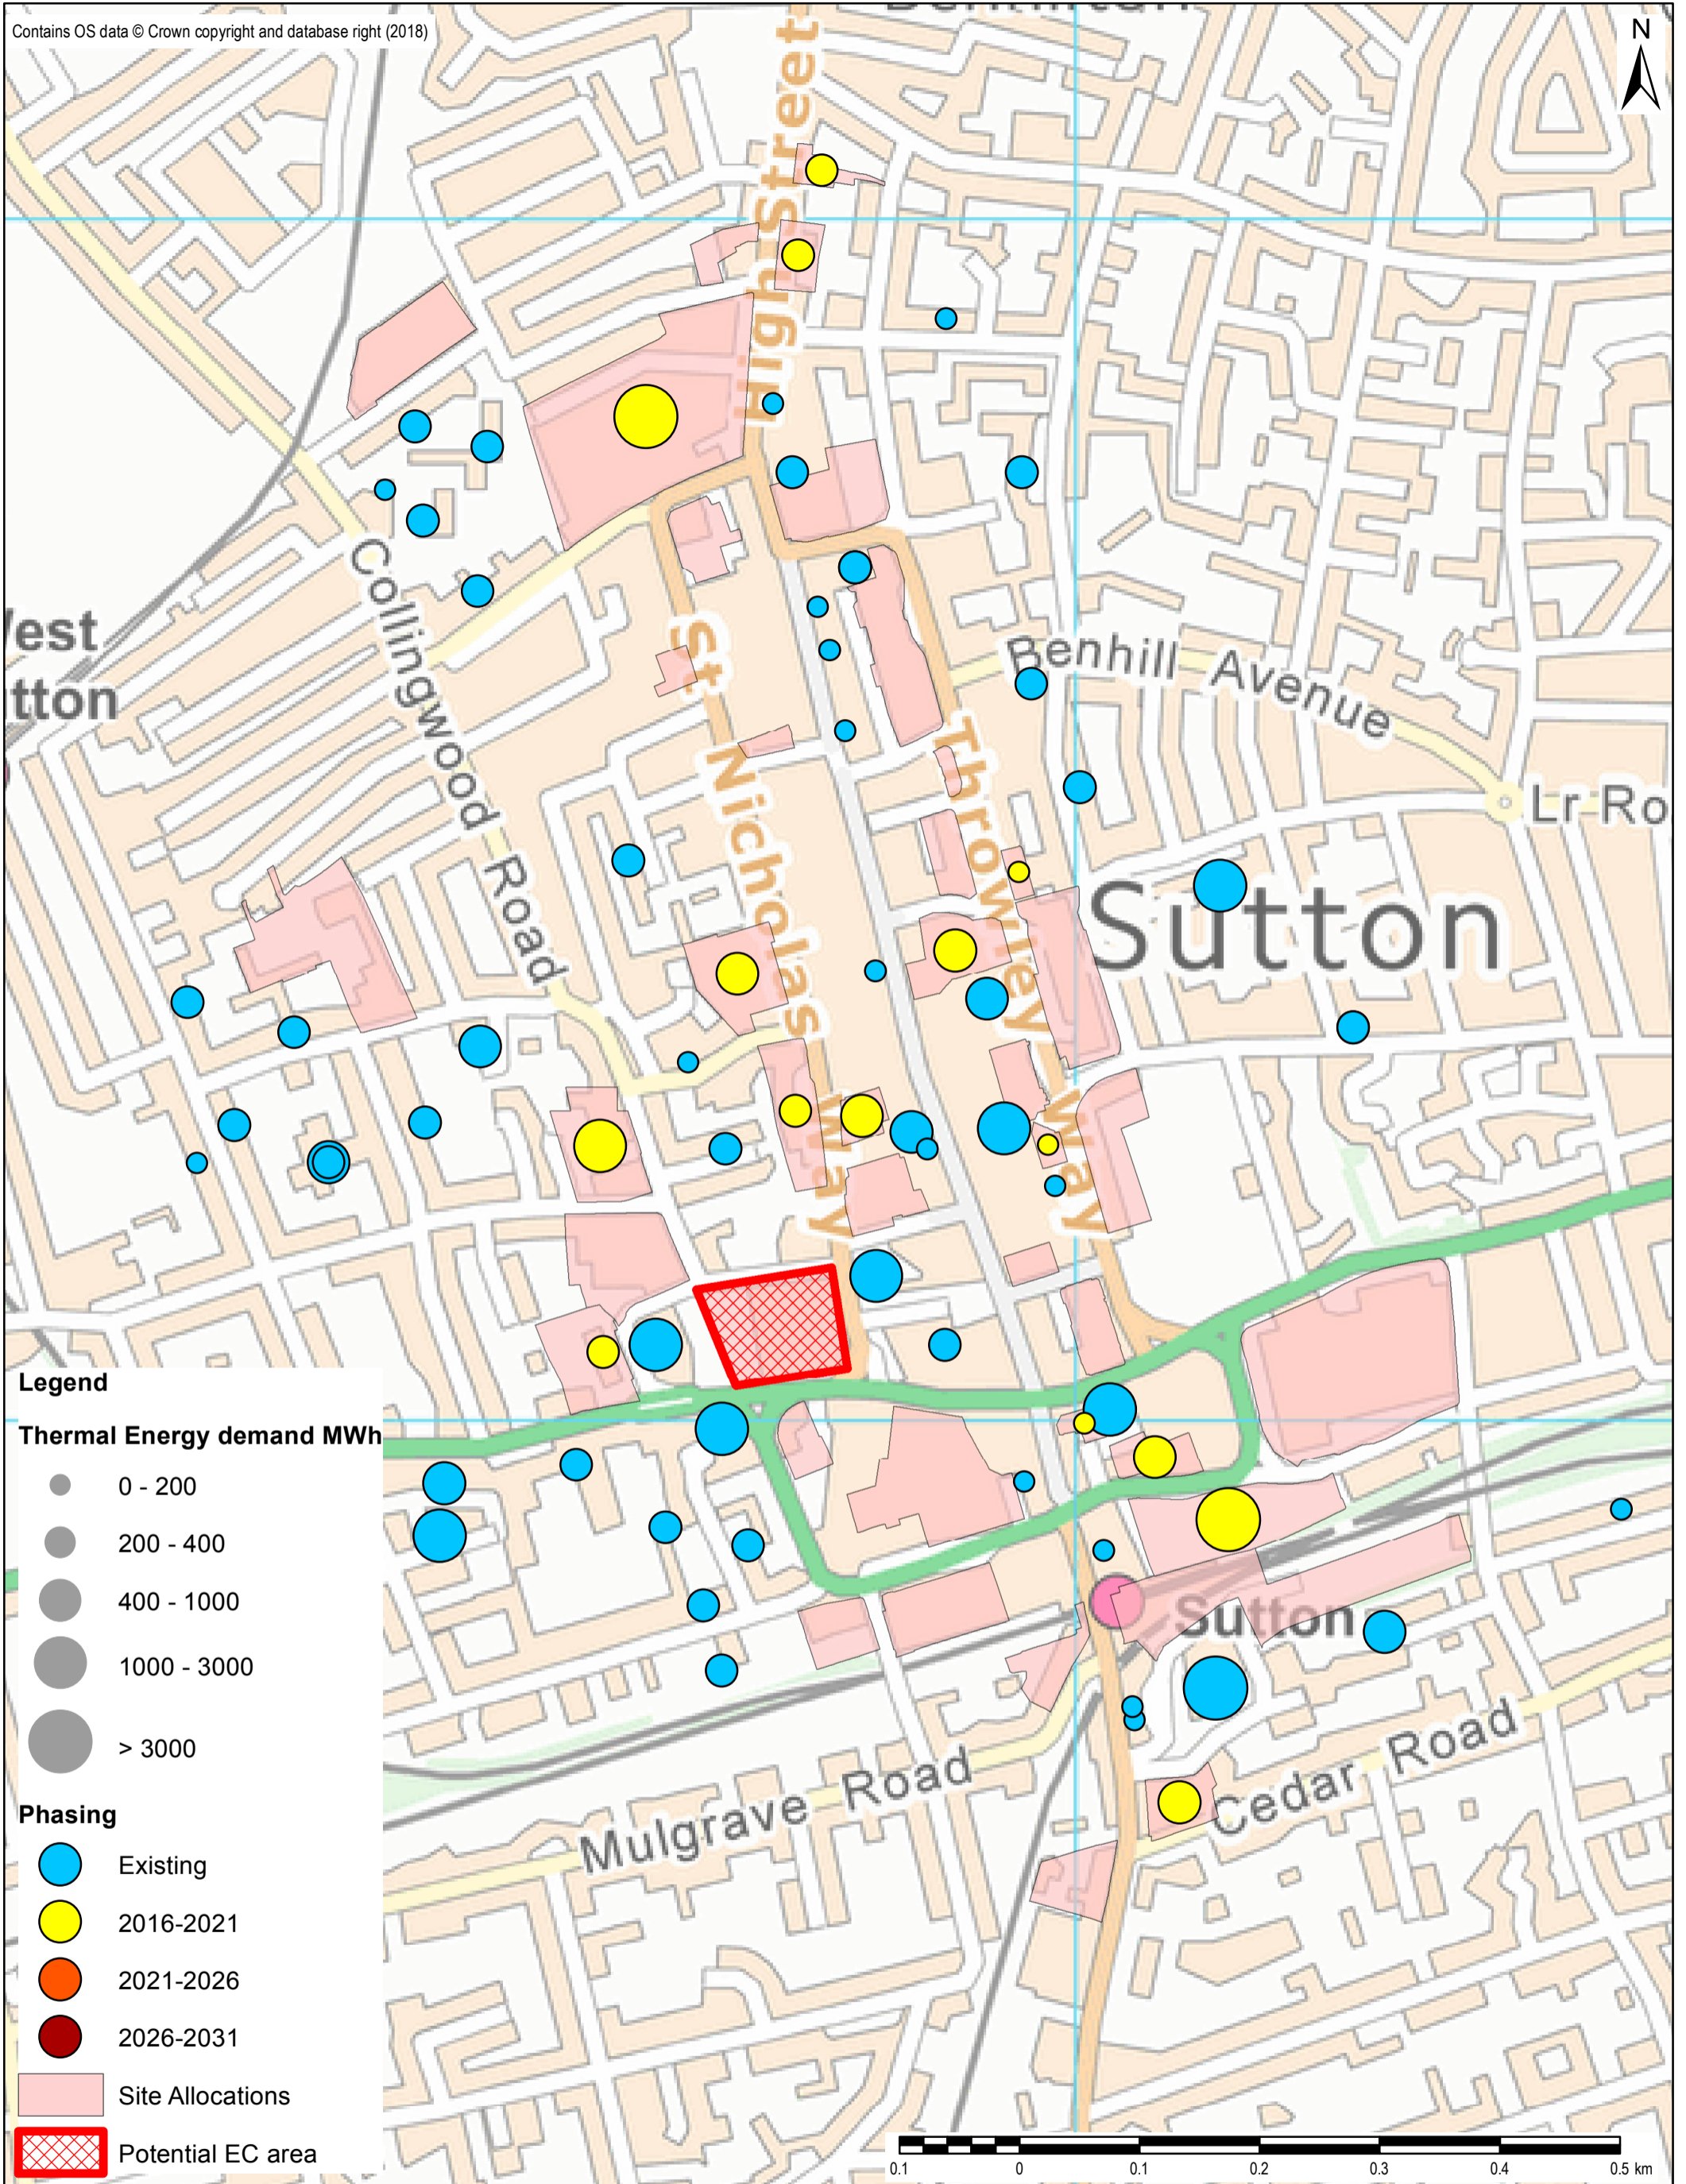 Contains OS data © Crown copyright and database right (2018)
N
High Street
Collingwood Road
St. Nicholas Way
Benhill Avenue
Throwley Way
Lr Ro
Sutton
Sutton
Mulgrave Road
Cedar Road
Legend
Thermal Energy demand MWh
0 - 200
200 - 400
400 - 1000
1000 - 3000
> 3000
Phasing
Existing
2016-2021
2021-2026
2026-2031
Site Allocations
Potential EC area
0.1 0 0.1 0.2 0.3 0.4 0.5 km